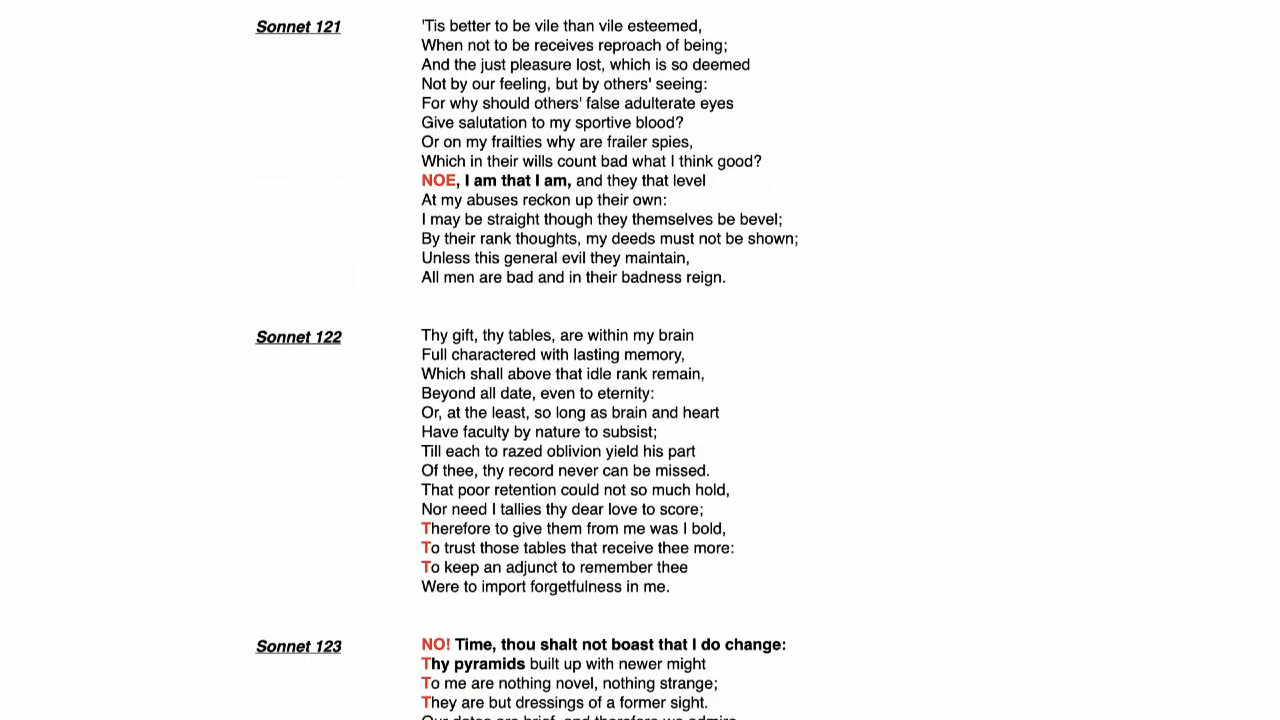 Sonnet 121
'Tis better to be vile than vile esteemed,
When not to be receives reproach of being;
And the just pleasure lost, which is so deemed
Not by our feeling, but by others' seeing:
For why should others' false adulterate eyes
Give salutation to my sportive blood?
Or on my frailties why are frailer spies,
Which in their wills count bad what I think good?
NOE, I am that I am, and they that level
At my abuses reckon up their own:
I may be straight though they themselves be bevel;
By their rank thoughts, my deeds must not be shown;
Unless this general evil they maintain,
All men are bad and in their badness reign.
Sonnet 122
Thy gift, thy tables, are within my brain
Full charactered with lasting memory,
Which shall above that idle rank remain,
Beyond all date, even to eternity:
Or, at the least, so long as brain and heart
Have faculty by nature to subsist;
Till each to razed oblivion yield his part
Of thee, thy record never can be missed.
That poor retention could not so much hold,
Nor need I tallies thy dear love to score;
Therefore to give them from me was I bold,
To trust those tables that receive thee more:
To keep an adjunct to remember thee
Were to import forgetfulness in me.
Sonnet 123
NO! Time, thou shalt not boast that I do change:
Thy pyramids built up with newer might
To me are nothing novel, nothing strange;
They are but dressings of a former sight.
Our dates are brief, and therefore we admire